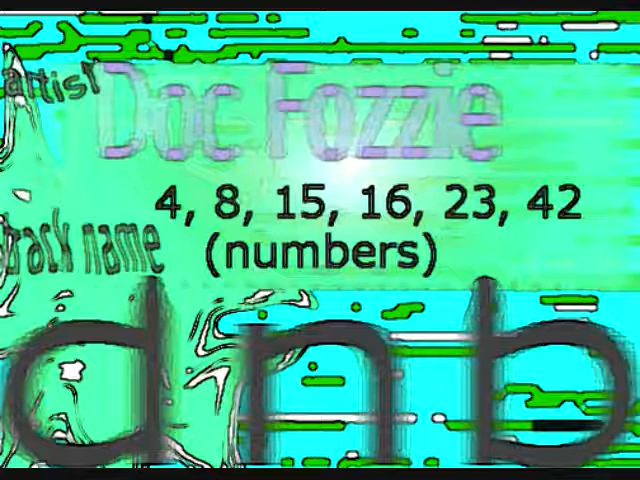 artist
Doc Fozzie
4, 8, 15, 16, 23, 42
track name
(numbers)
dnb